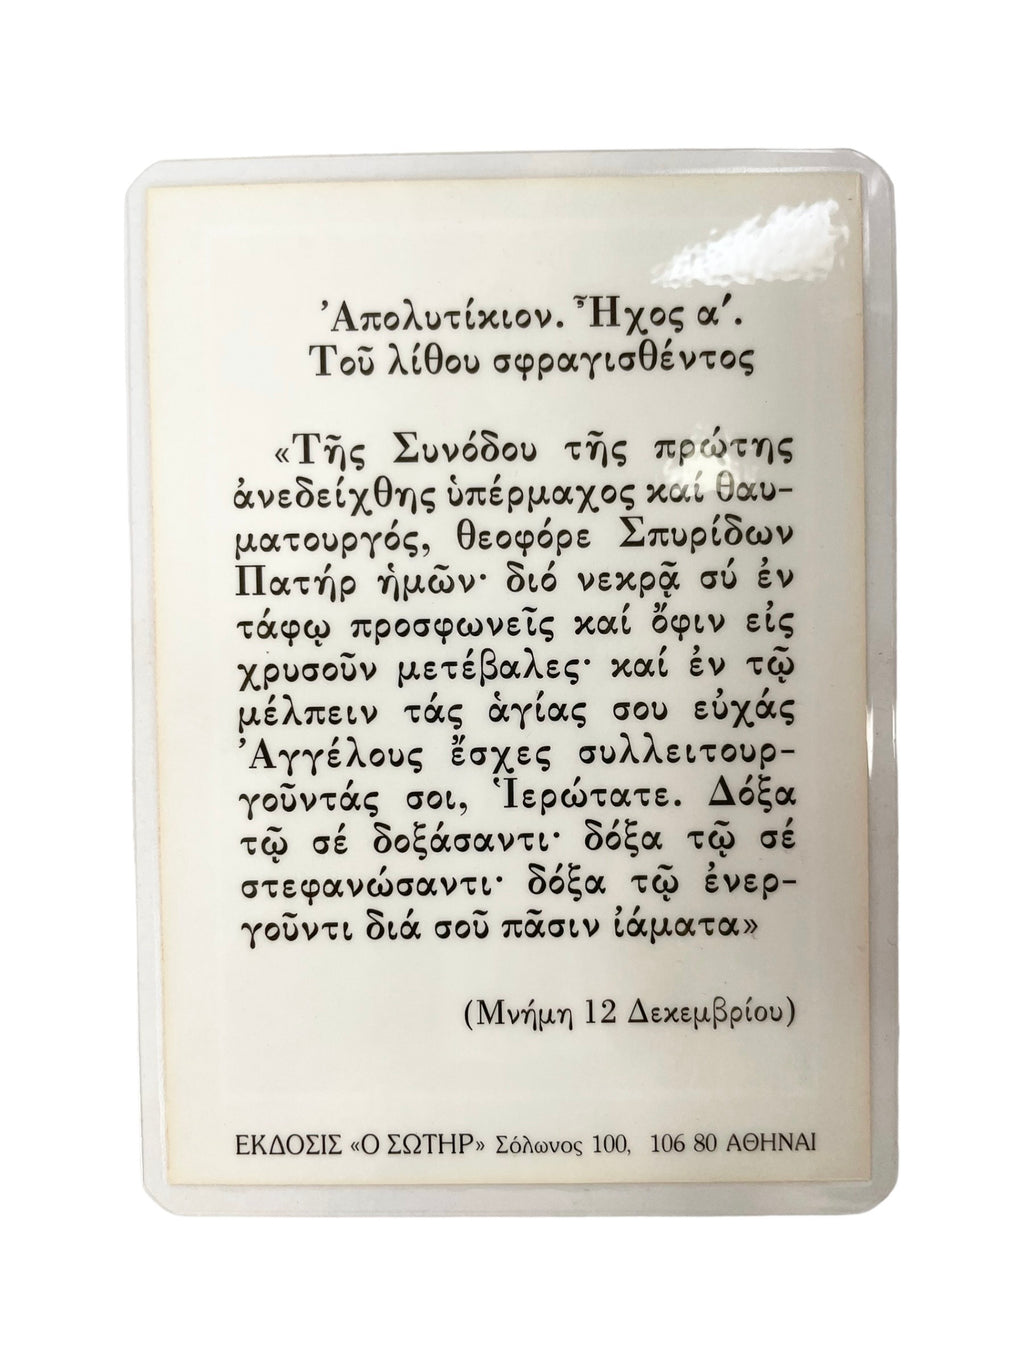 Ἀπολυτίκιον. Ἦχος α΄.
Τοῦ λίθου σφραγισθέντος
«Τῆς Συνόδου τῆς πρώτης
ἀνεδείχθης ὑπέρμαχος καί θαυ-
ματουργός, θεοφόρε Σπυρίδων
Πατήρ ἡμῶν· διό νεκρᾷ σύ ἐν
τάφῳ προσφωνεῖς καί ὄφιν εἰς
χρυσοῦν μετέβαλες· καί ἐν τῷ
μέλπειν τάς ἁγίας σου εὐχάς
Ἀγγέλους ἔσχες συλλειτουρ-
γοῦντάς σοι, Ἱερώτατε. Δόξα
τῷ σέ δοξάσαντι· δόξα τῷ σέ
στεφανώσαντι· δόξα τῷ ἐνερ-
γοῦντι διά σοῦ πᾶσιν ἰάματα»
(Μνήμη 12 Δεκεμβρίου)
ΕΚΔΟΣΙΣ «Ο ΣΩΤΗΡ» Σόλωνος 100, 106 80 ΑΘΗΝΑΙ